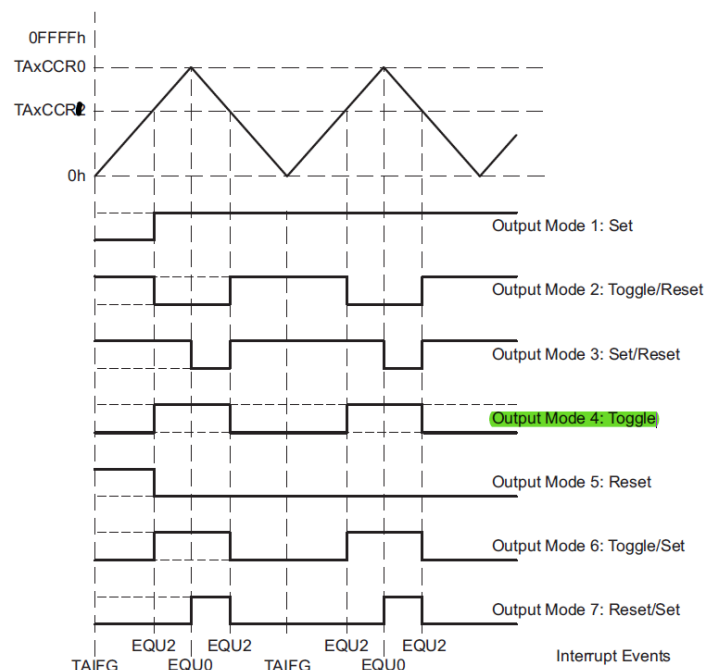 0FFFFh
TAxCCR0
TAxCCR2
0h
Output Mode 1: Set
Output Mode 2: Toggle/Reset
Output Mode 3: Set/Reset
Output Mode 4: Toggle
Output Mode 5: Reset
Output Mode 6: Toggle/Set
Output Mode 7: Reset/Set
EQU2 EQU2 EQU2 EQU2
TAIFG EQU0 TAIFG EQU0
Interrupt Events